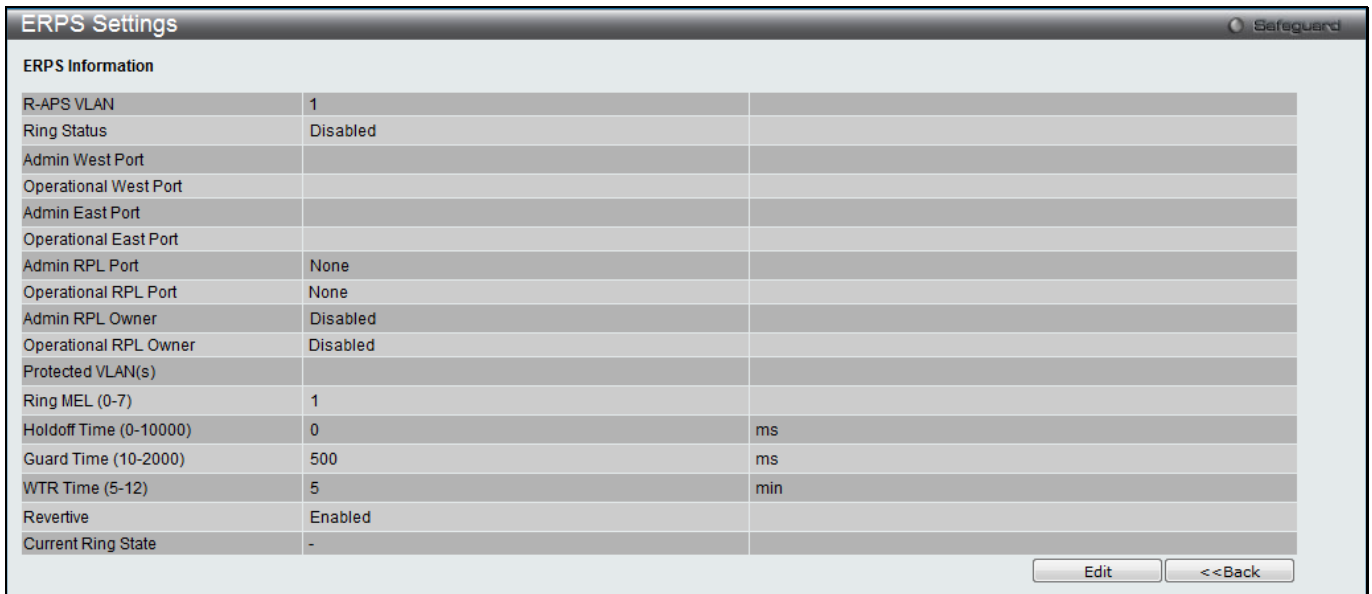 ERPS Settings
Safeguard
ERPS Information
R-APS VLAN 1
Ring Status Disabled
Admin West Port
Operational West Port
Admin East Port
Operational East Port
Admin RPL Port None
Operational RPL Port None
Admin RPL Owner Disabled
Operational RPL Owner Disabled
Protected VLAN(s)
Ring MEL (0-7) 1
Holdoff Time (0-10000) 0 ms
Guard Time (10-2000) 500 ms
WTR Time (5-12) 5 min
Revertive Enabled
Current Ring State -
Edit <<Back